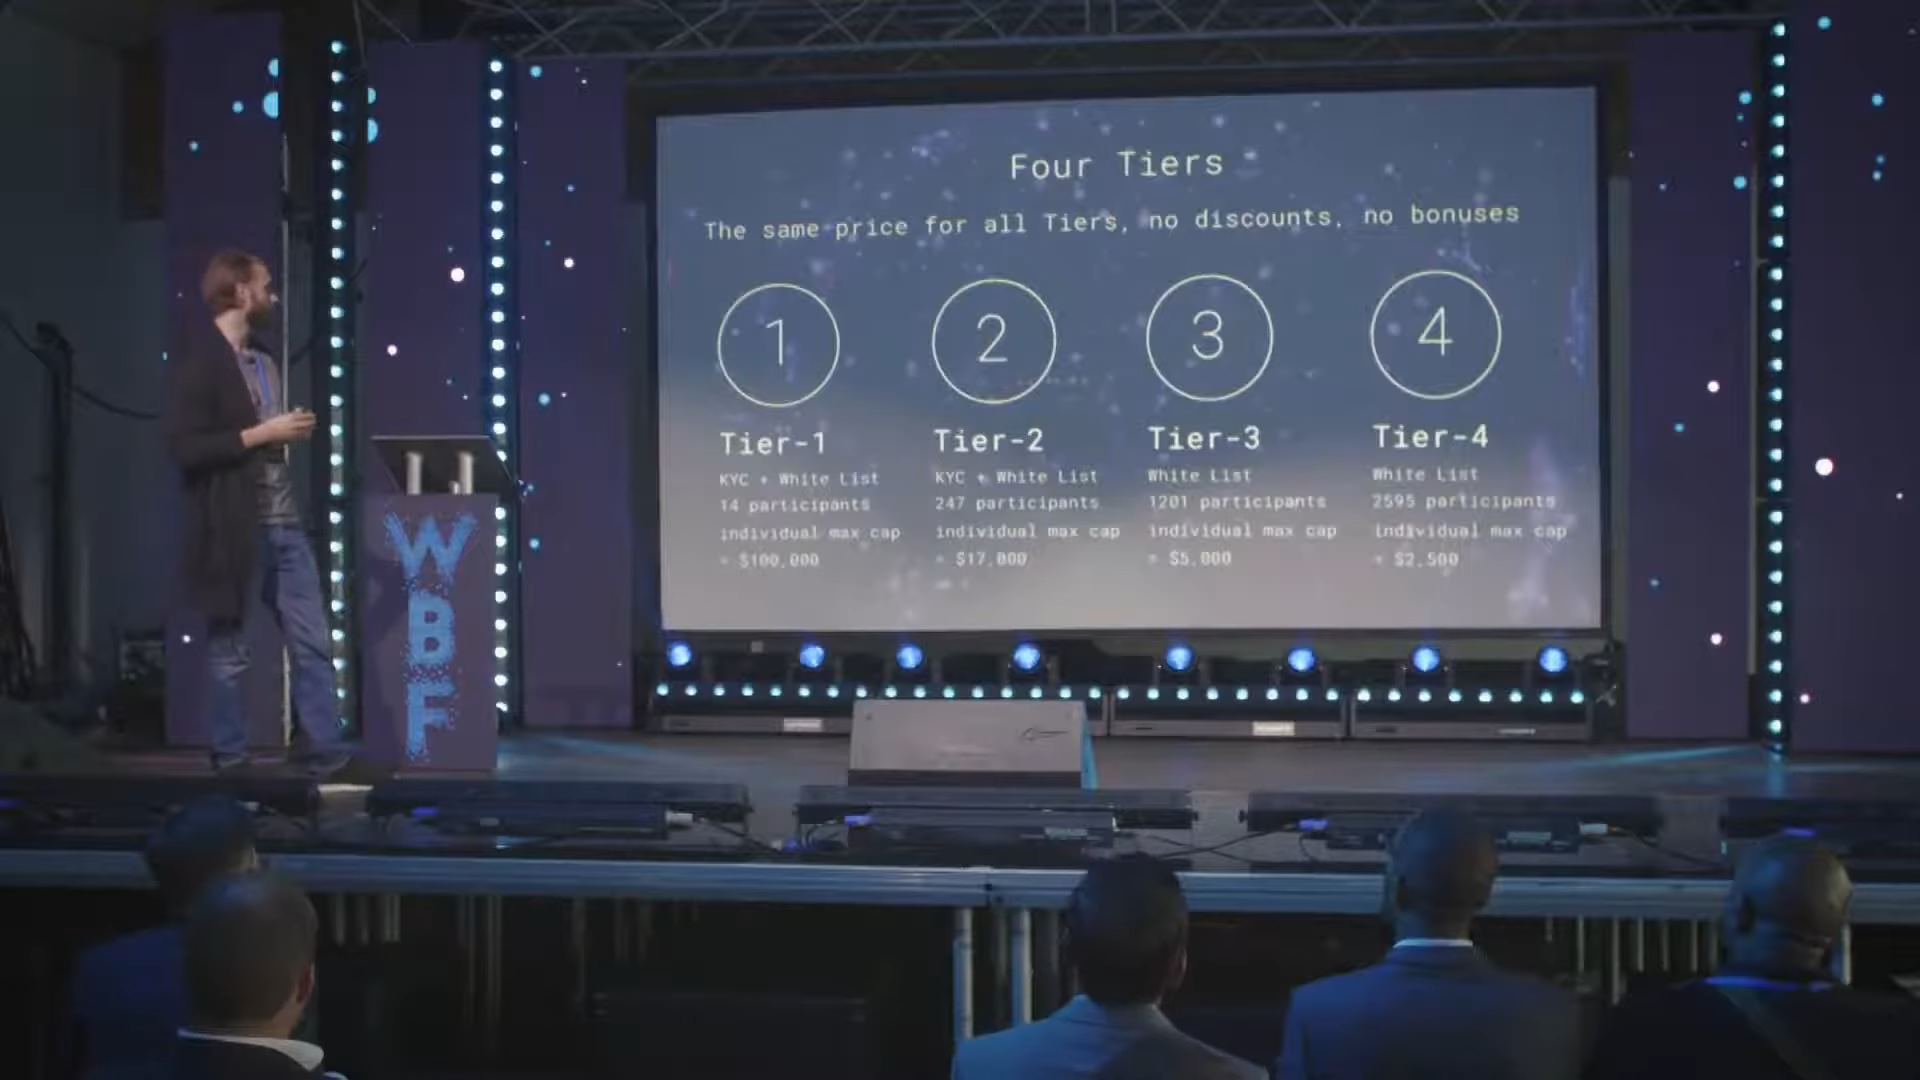 Four Tiers
The same price for all Tiers, no discounts, no bonuses
1 2 3 4
Tier-1
KYC + White List
14 participants
individual max cap
= $100,000
Tier-2
KYC + White List
247 participants
individual max cap
= $17,000
Tier-3
White List
1201 participants
individual max cap
= $5,000
Tier-4
White List
2595 participants
individual max cap
= $2,500
WBF